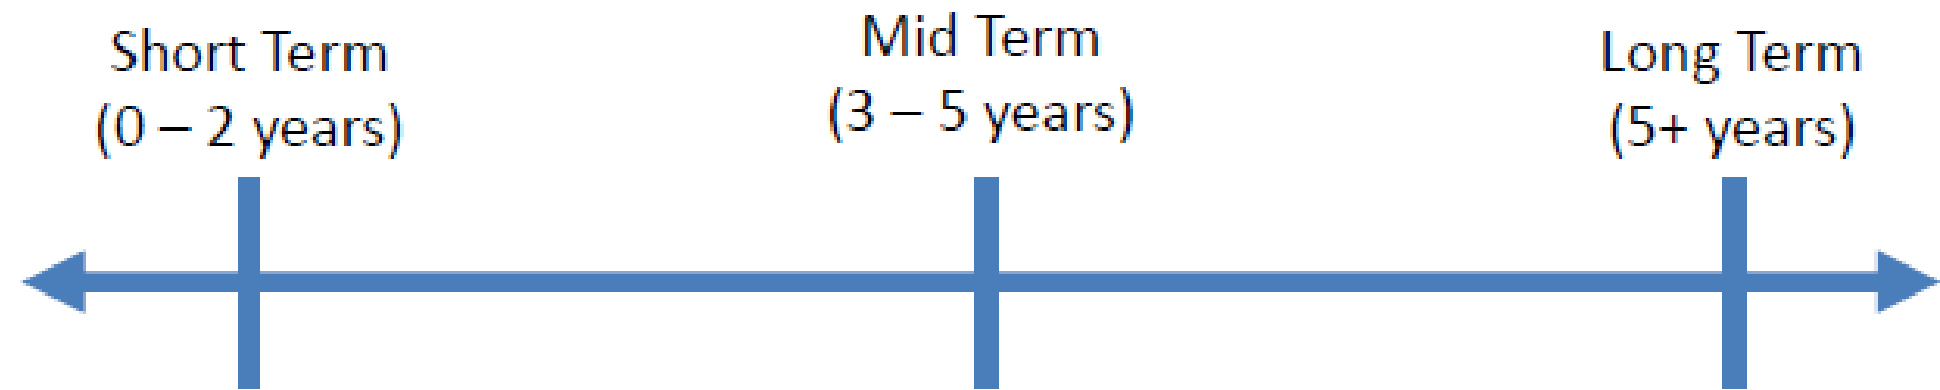 Short Term
(0 – 2 years)
Mid Term
(3 – 5 years)
Long Term
(5+ years)